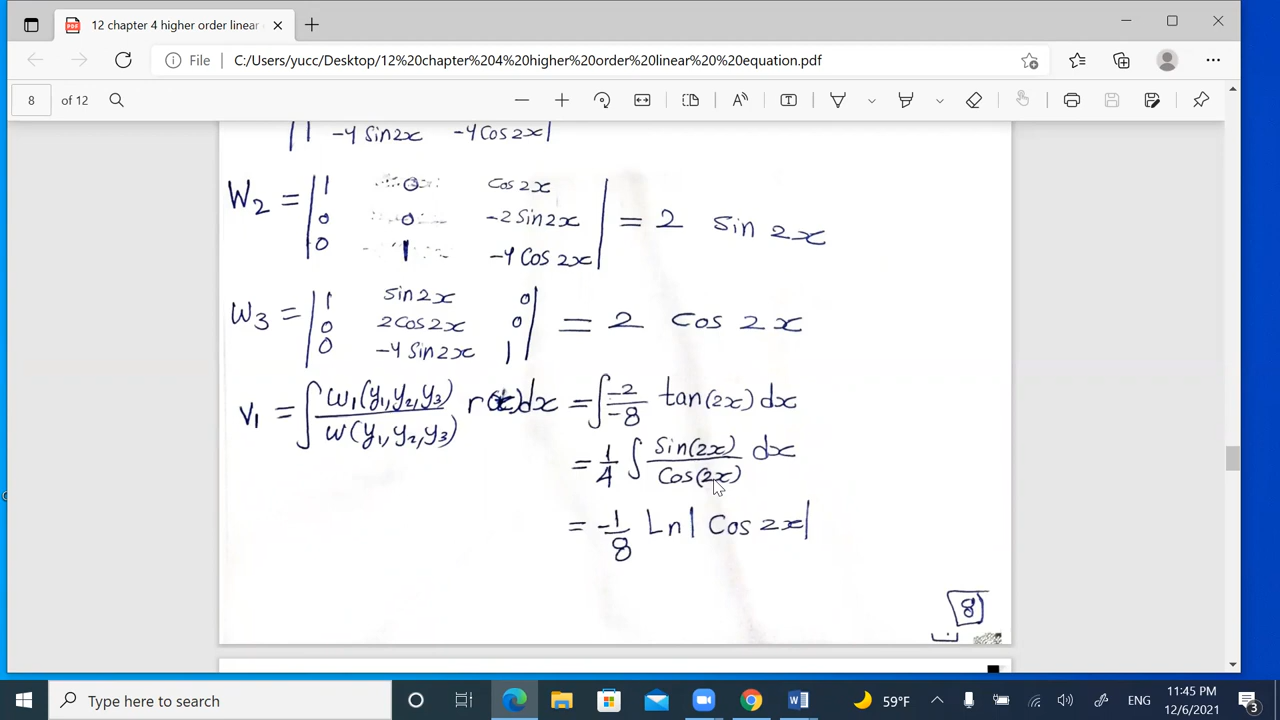 12 chapter 4 higher order linear
File C:/Users/yucc/Desktop/12%20chapter%204%20higher%20order%20linear%20%20equation.pdf
8 of 12
| 1 -4 Sin2x -4 Cos 2x |
W2 = | 1 0 cos 2x |
| 0 0 -2 Sin2x | = 2 sin 2x
| 0 1 -4 Cos 2x |
W3 = | 1 sin 2x 0 |
| 0 2 cos 2x 0 | = 2 cos 2x
| 0 -4 Sin 2x 1 |
V1 = ∫ W1(y1,y2,y3) / W(y1,y2,y3) r(x) dx = ∫ -2/-8 tan(2x) dx
= 1/4 ∫ Sin(2x)/Cos(2x) dx
= -1/8 Ln | Cos 2x |
8
Type here to search
59°F
ENG
11:45 PM
12/6/2021
3